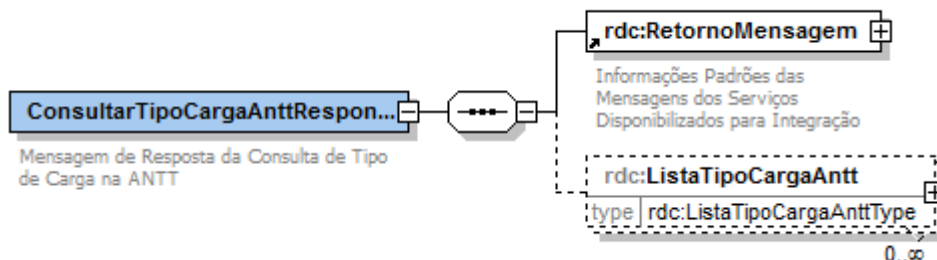 rdc:RetornoMensagem
Informações Padrões das
Mensagens dos Serviços
Disponibilizados para Integração
ConsultarTipoCargaAnttRespon...
Mensagem de Resposta da Consulta de Tipo
de Carga na ANTT
rdc:ListaTipoCargaAntt
type rdc:ListaTipoCargaAnttType
0..∞